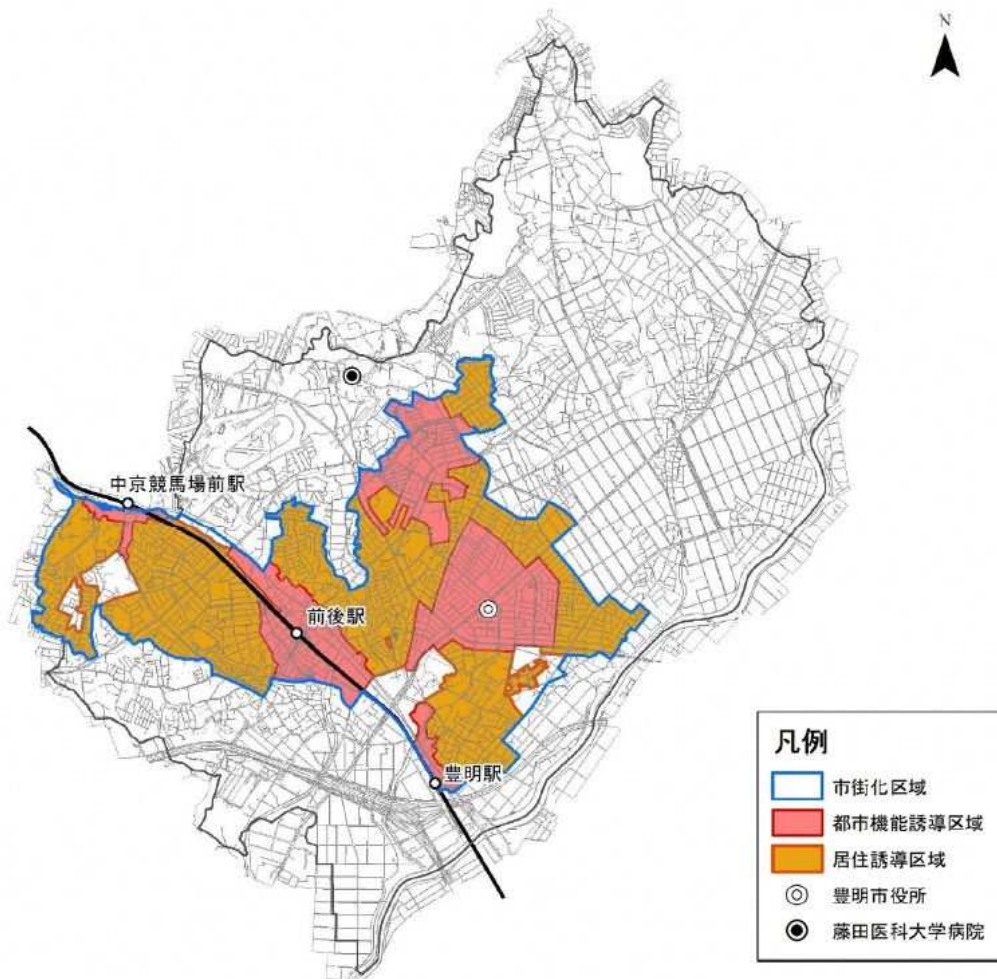 N
中京競馬場前駅
前後駅
豊明駅
凡例
市街化区域
都市機能誘導区域
居住誘導区域
豊明市役所
藤田医科大学病院